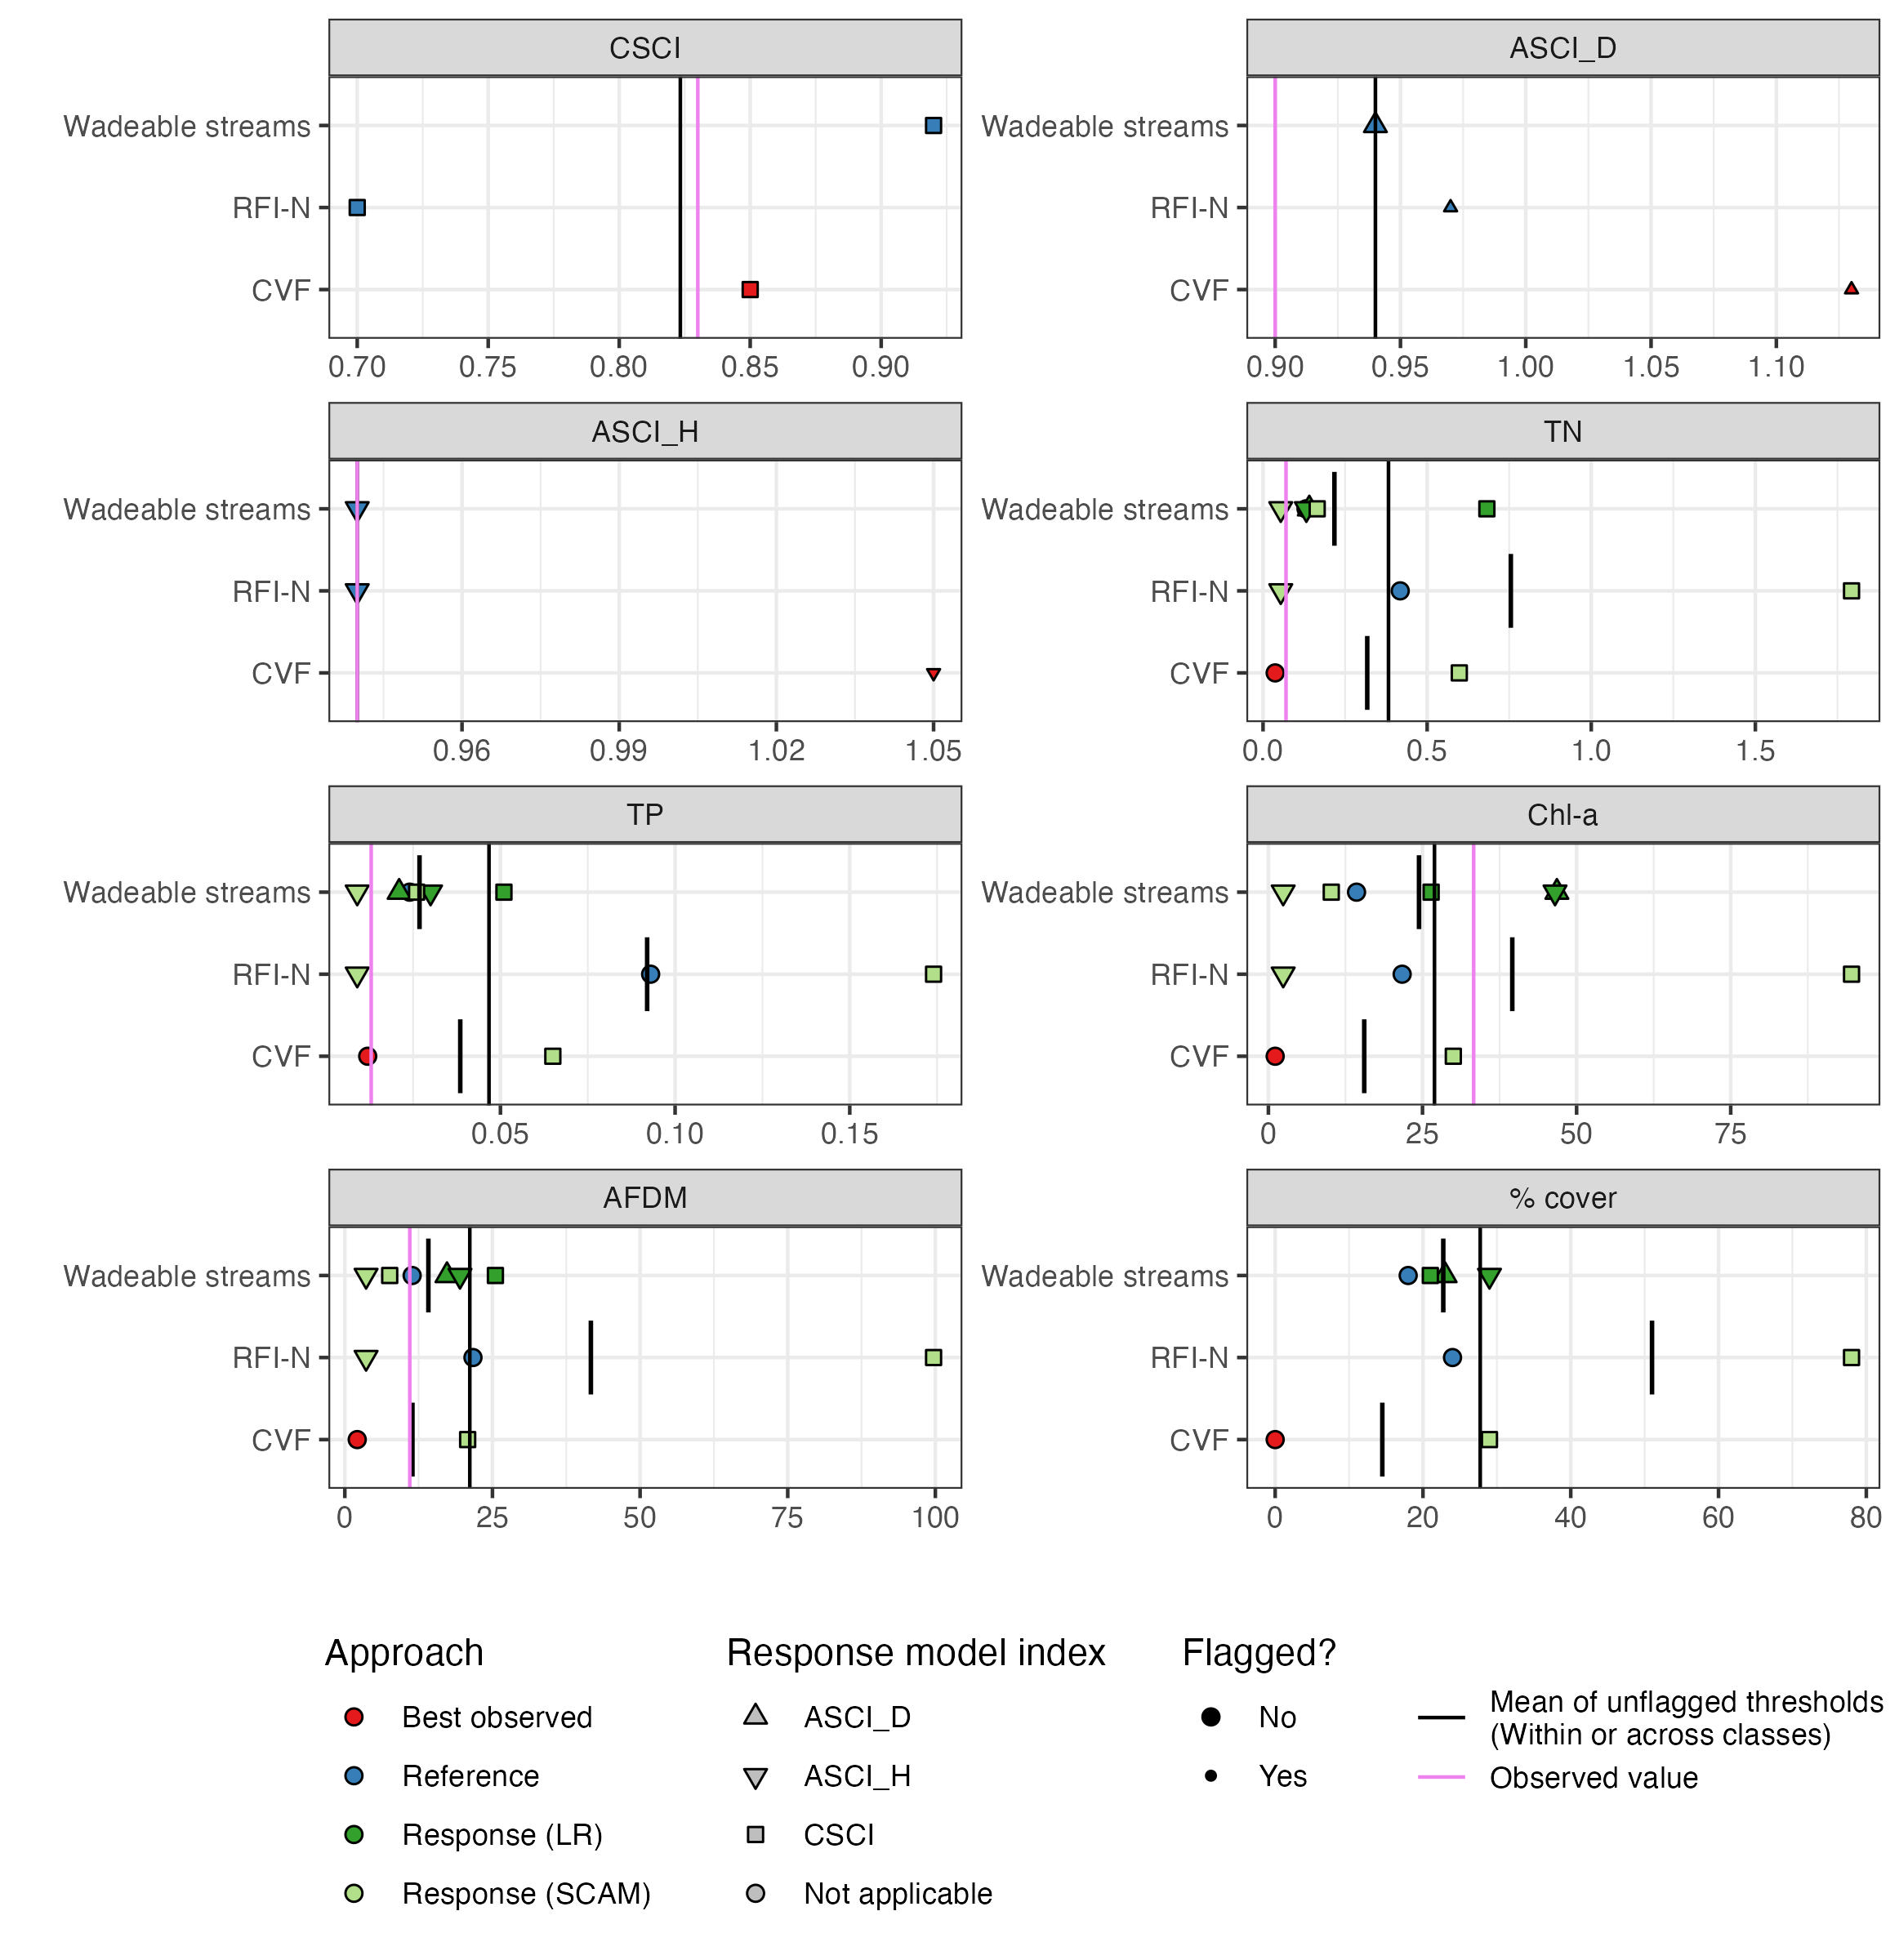 CSCI
ASCI_D
Wadeable streams
RFI-N
CVF
0.70 0.75 0.80 0.85 0.90
Wadeable streams
RFI-N
CVF
0.90 0.95 1.00 1.05 1.10
ASCI_H
TN
Wadeable streams
RFI-N
CVF
0.96 0.99 1.02 1.05
Wadeable streams
RFI-N
CVF
0.0 0.5 1.0 1.5
TP
Chl-a
Wadeable streams
RFI-N
CVF
0.05 0.10 0.15
Wadeable streams
RFI-N
CVF
0 25 50 75
AFDM
% cover
Wadeable streams
RFI-N
CVF
0 25 50 75 100
Wadeable streams
RFI-N
CVF
0 20 40 60 80
Approach
Best observed
Reference
Response (LR)
Response (SCAM)
Response model index
ASCI_D
ASCI_H
CSCI
Not applicable
Flagged?
No
Yes
Mean of unflagged thresholds
(Within or across classes)
Observed value